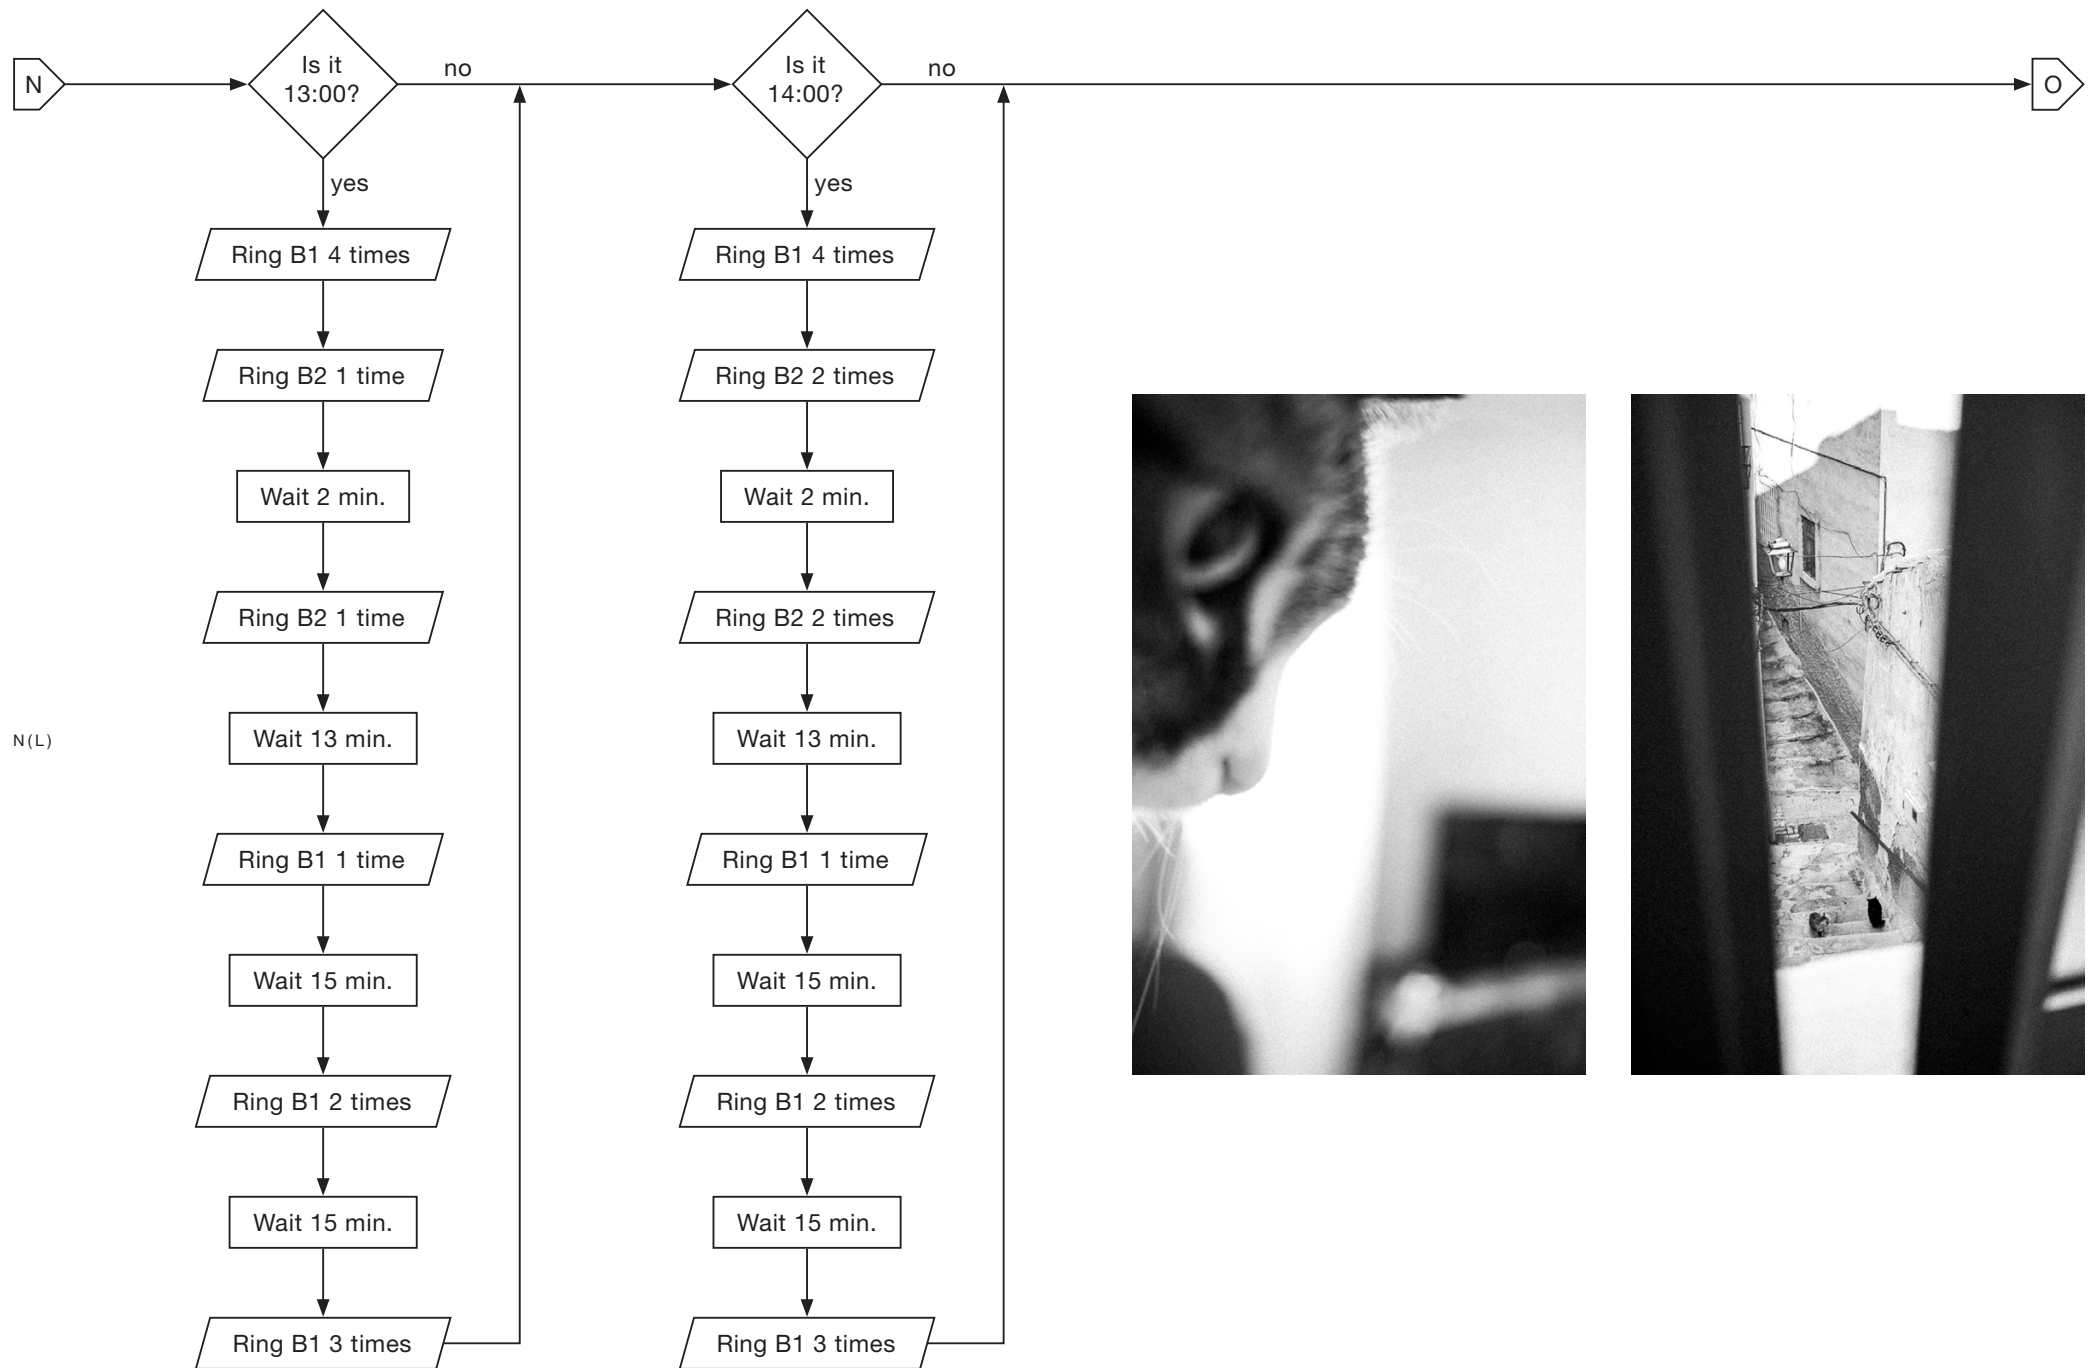 N
Is it
13:00?
no
yes
Ring B1 4 times
Ring B2 1 time
Wait 2 min.
Ring B2 1 time
Wait 13 min.
Ring B1 1 time
Wait 15 min.
Ring B1 2 times
Wait 15 min.
Ring B1 3 times
Is it
14:00?
no
yes
Ring B1 4 times
Ring B2 2 times
Wait 2 min.
Ring B2 2 times
Wait 13 min.
Ring B1 1 time
Wait 15 min.
Ring B1 2 times
Wait 15 min.
Ring B1 3 times
O
N(L)